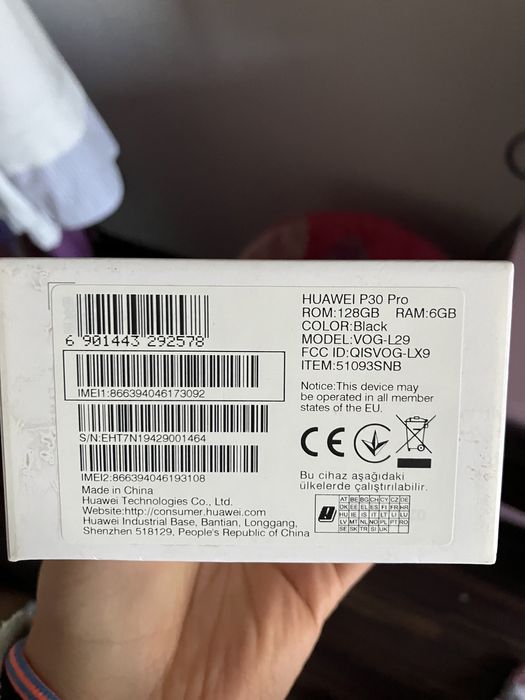 6 901443 292578
IMEI1:866394046173092
S/N:EHT7N19429001464
IMEI2:866394046193108
Made in China
Huawei Technologies Co., Ltd.
Website:http://consumer.huawei.com
Huawei Industrial Base, Bantian, Longgang,
Shenzhen 518129, People's Republic of China
HUAWEI P30 Pro
ROM:128GB RAM:6GB
COLOR:Black
MODEL:VOG-L29
FCC ID:QISVOG-LX9
ITEM:51093SNB
Notice:This device may
be operated in all member
states of the EU.
CE
Bu cihaz aşağıdaki
ülkelerde çalıştırılabilir.
AT BE BG CH CY CZ DE
DK EE EL ES FI FR HR
HU IE IS IT LT LI LU
LV MT NL NO PL PT RO
SE SK TR SI UK